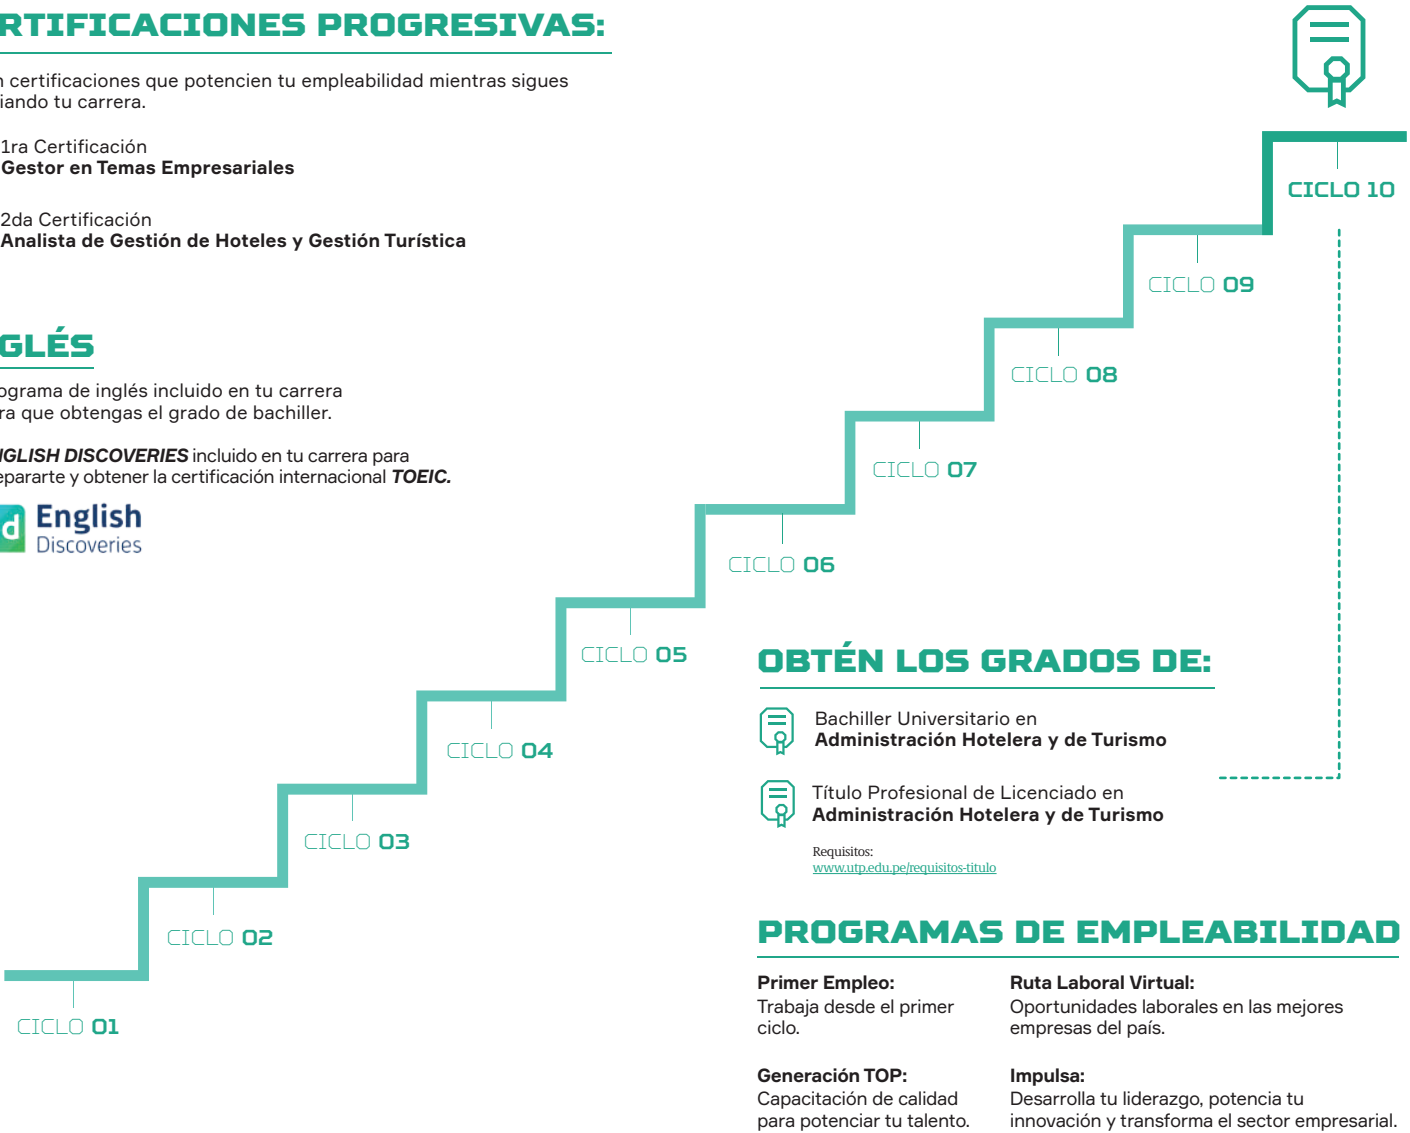 RTIFICACIONES PROGRESIVAS:
n certificaciones que potencien tu empleabilidad mientras sigues
iando tu carrera.
1ra Certificación
Gestor en Temas Empresariales
2da Certificación
Analista de Gestión de Hoteles y Gestión Turística
GLÉS
ograma de inglés incluido en tu carrera
ra que obtengas el grado de bachiller.
NGLISH DISCOVERIES incluido en tu carrera para
epararte y obtener la certificación internacional TOEIC.
d English
Discoveries
CICLO 10
CICLO 09
CICLO 08
CICLO 07
CICLO 06
CICLO 05
CICLO 04
CICLO 03
CICLO 02
CICLO 01
OBTÉN LOS GRADOS DE:
Bachiller Universitario en
Administración Hotelera y de Turismo
Título Profesional de Licenciado en
Administración Hotelera y de Turismo
Requisitos:
www.utp.edu.pe/requisitos-titulo
PROGRAMAS DE EMPLEABILIDAD
Primer Empleo:
Trabaja desde el primer
ciclo.
Ruta Laboral Virtual:
Oportunidades laborales en las mejores
empresas del país.
Generación TOP:
Capacitación de calidad
para potenciar tu talento.
Impulsa:
Desarrolla tu liderazgo, potencia tu
innovación y transforma el sector empresarial.